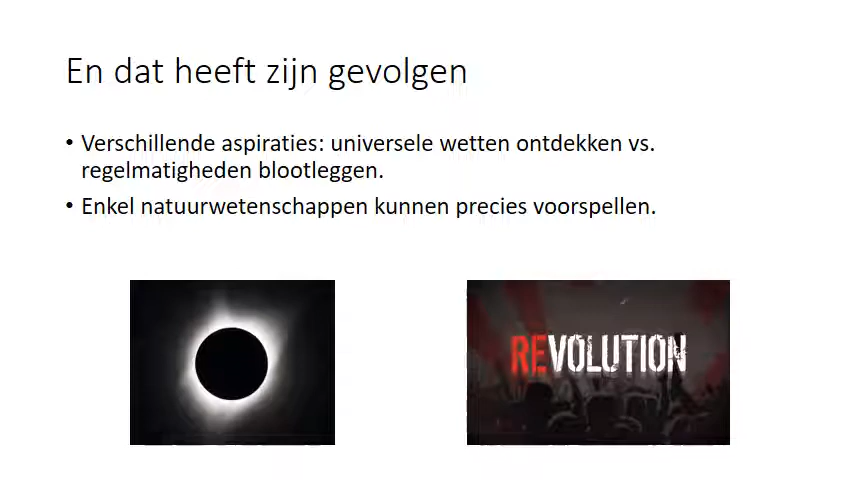 En dat heeft zijn gevolgen
• Verschillende aspiraties: universele wetten ontdekken vs.
regelmatigheden blootleggen.
• Enkel natuurwetenschappen kunnen precies voorspellen.
REVOLUTION